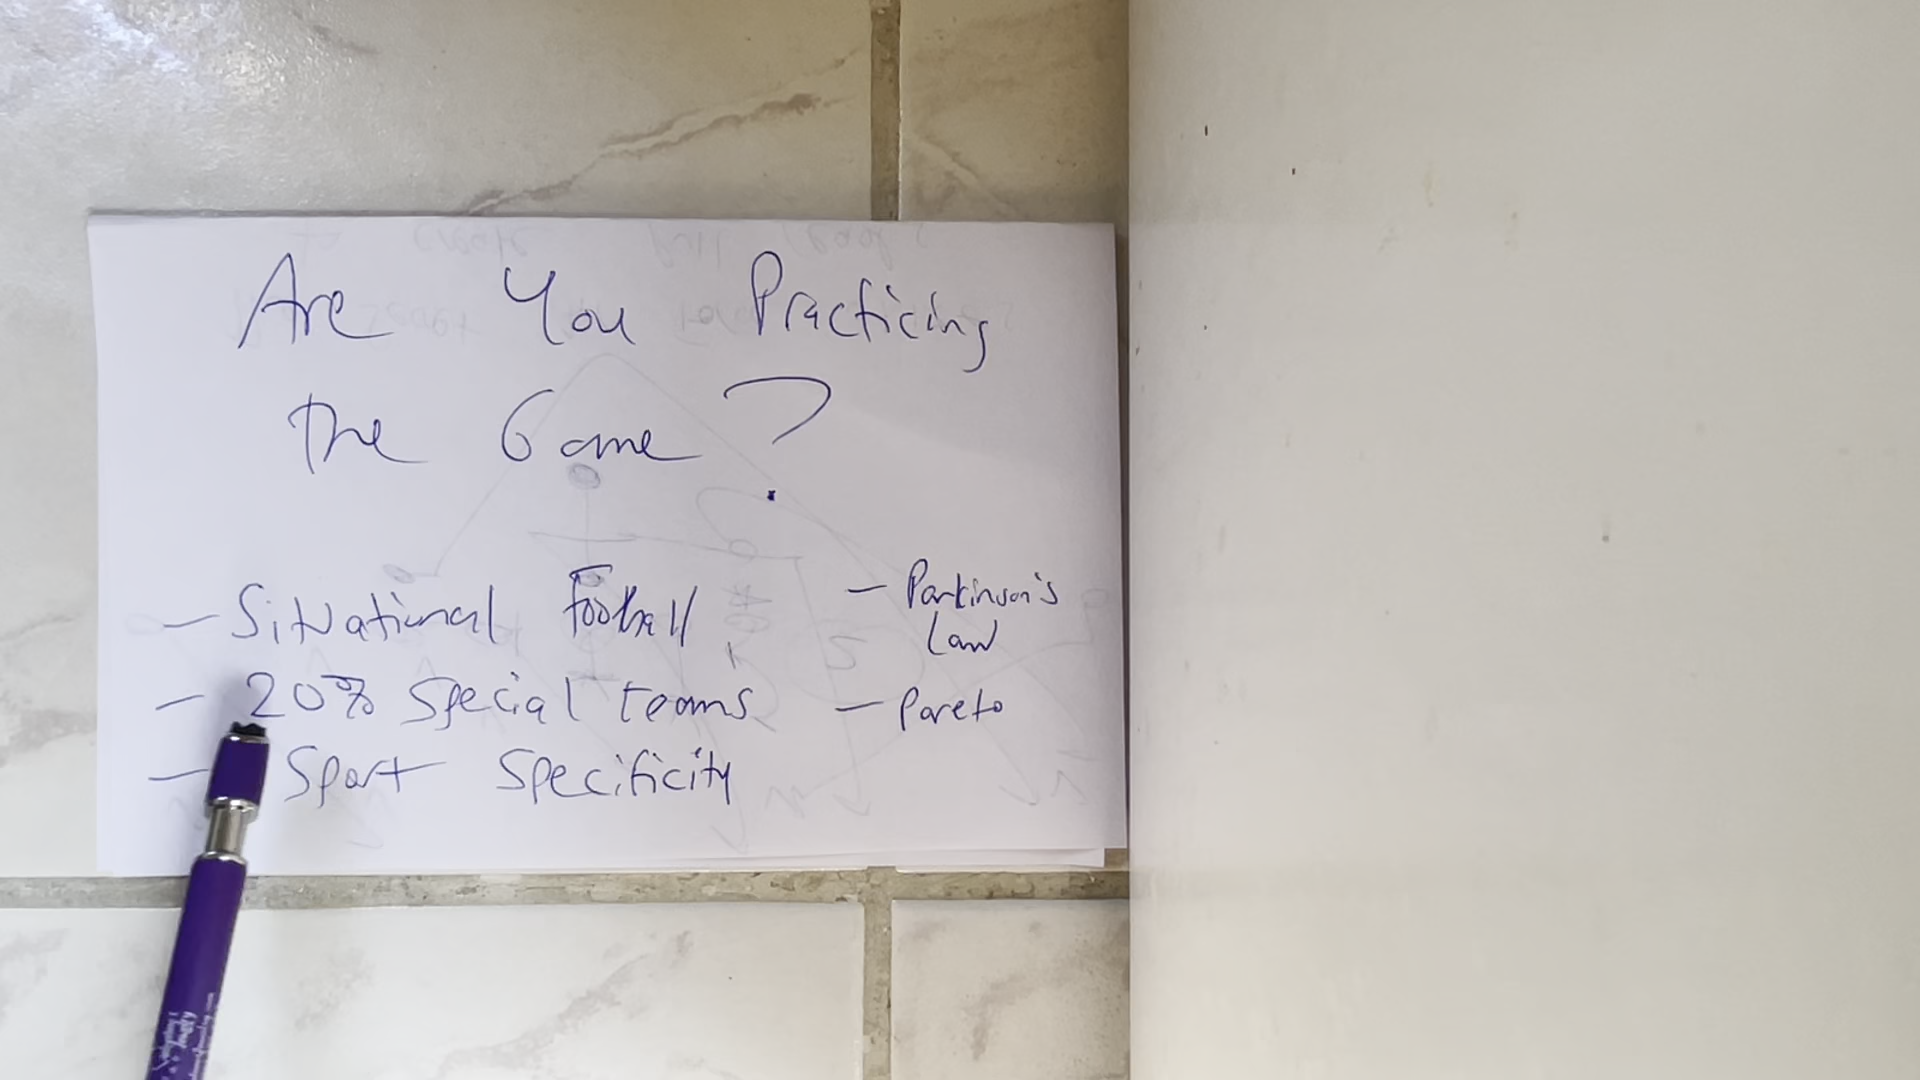 Are You Practicing
the Game?
- Situational Football
- 20% Special teams
- Sport Specificity
- Parkinson's
Law
- Pareto